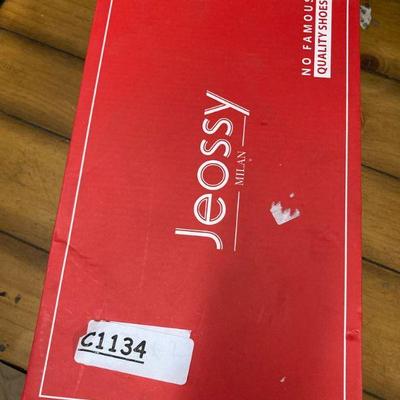 NO FAMOUS
QUALITY SHOES
Jeossy
MILAN
C1134